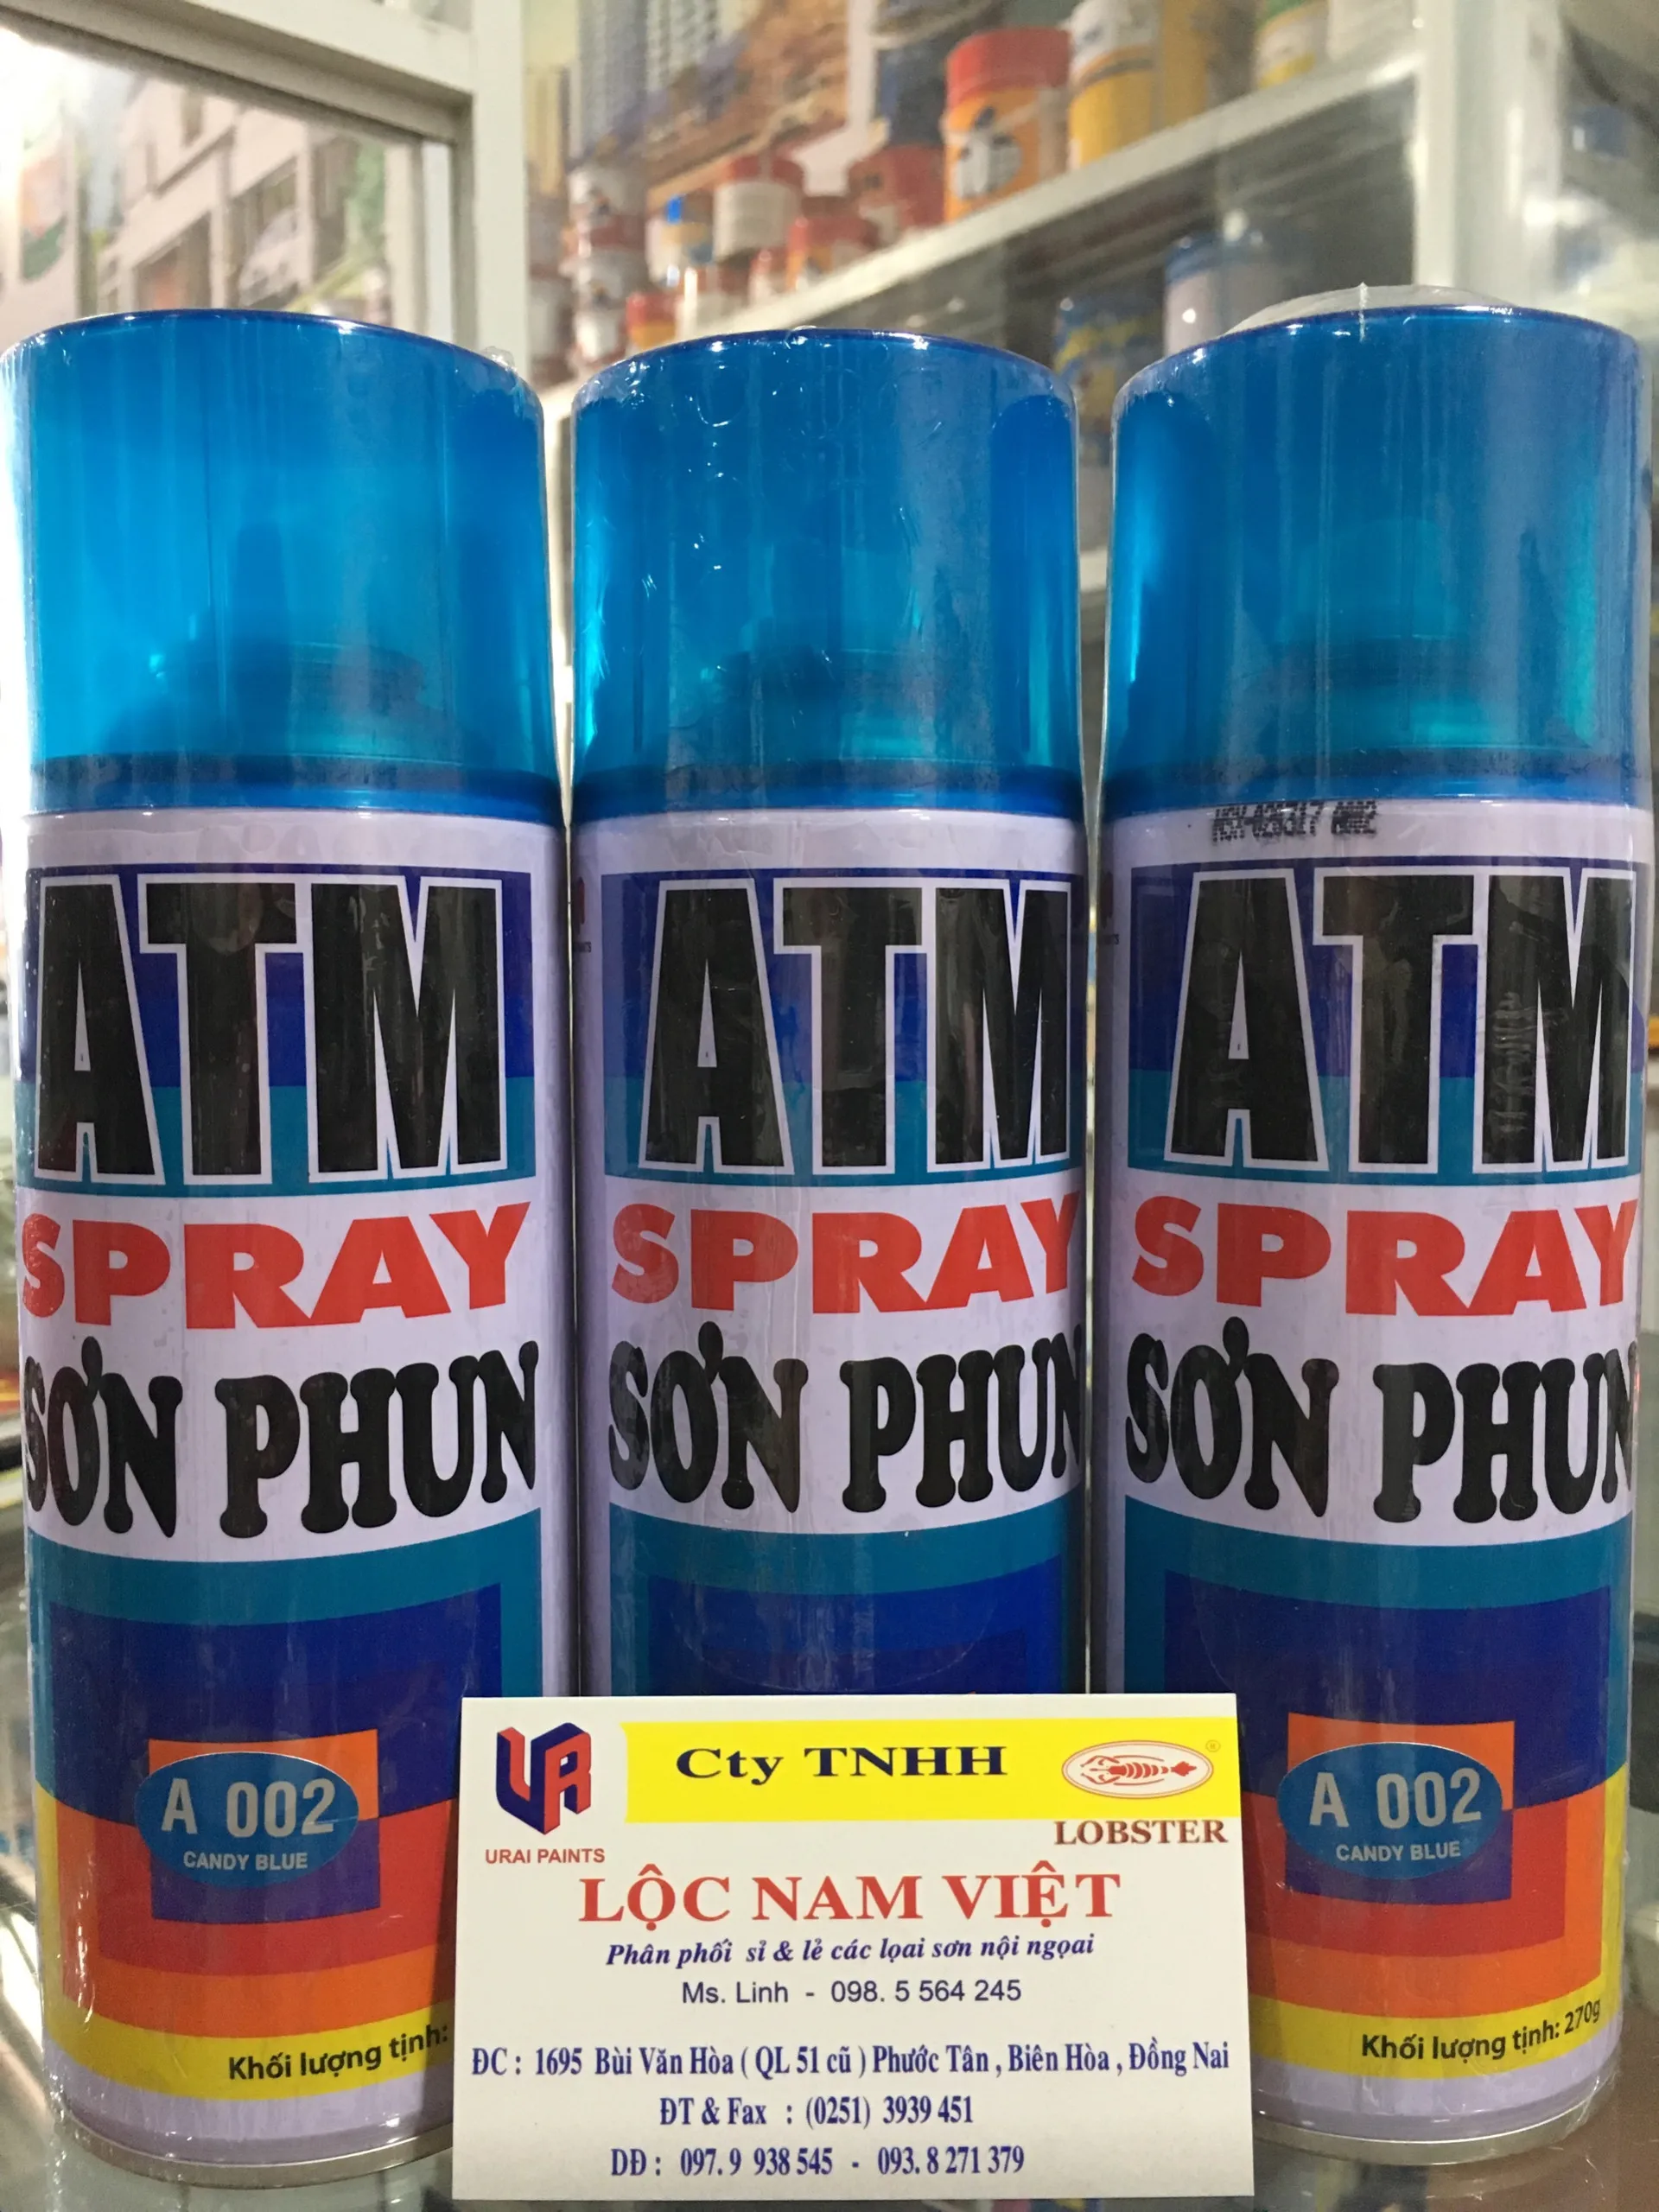 ATM
SPRAY
SƠN PHUN
A 002
CANDY BLUE
Khối lượng tịnh:
ATM
SPRAY
SƠN PHUN
ATM
SPRAY
SƠN PHUN
A 002
CANDY BLUE
Khối lượng tịnh: 270g
URAI PAINTS
Cty TNHH
®
LOBSTER
LỘC NAM VIỆT
Phân phối sỉ & lẻ các lọai sơn nội ngọai
Ms. Linh - 098. 5 564 245
ĐC : 1695 Bùi Văn Hòa ( QL 51 cũ ) Phước Tân , Biên Hòa , Đồng Nai
ĐT & Fax : (0251) 3939 451
DĐ : 097. 9 938 545 - 093. 8 271 379